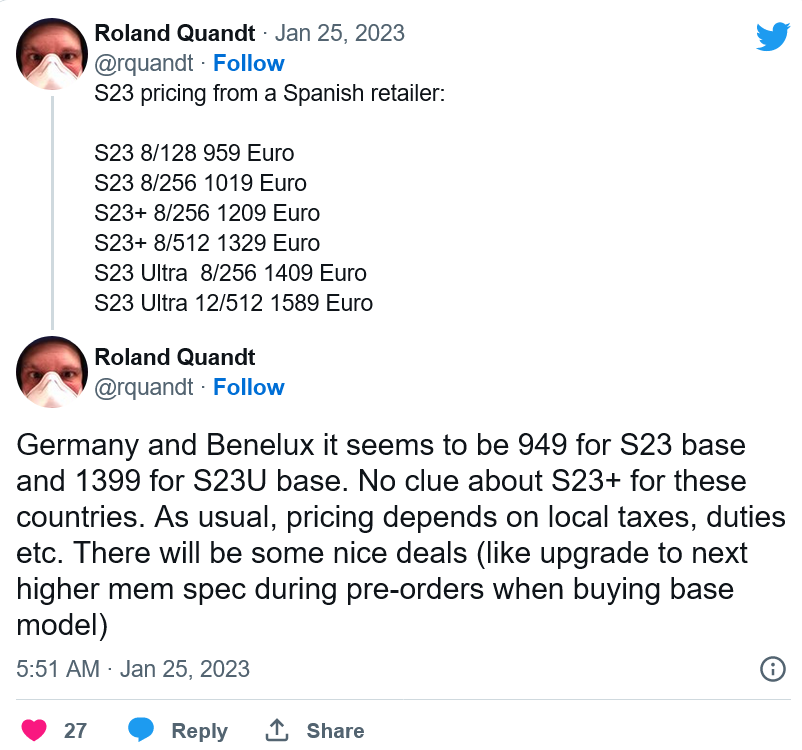 Roland Quandt · Jan 25, 2023
@rquandt · Follow
S23 pricing from a Spanish retailer:
S23 8/128 959 Euro
S23 8/256 1019 Euro
S23+ 8/256 1209 Euro
S23+ 8/512 1329 Euro
S23 Ultra  8/256 1409 Euro
S23 Ultra 12/512 1589 Euro
Roland Quandt
@rquandt · Follow
Germany and Benelux it seems to be 949 for S23 base
and 1399 for S23U base. No clue about S23+ for these
countries. As usual, pricing depends on local taxes, duties
etc. There will be some nice deals (like upgrade to next
higher mem spec during pre-orders when buying base
model)
5:51 AM · Jan 25, 2023
27 Reply Share